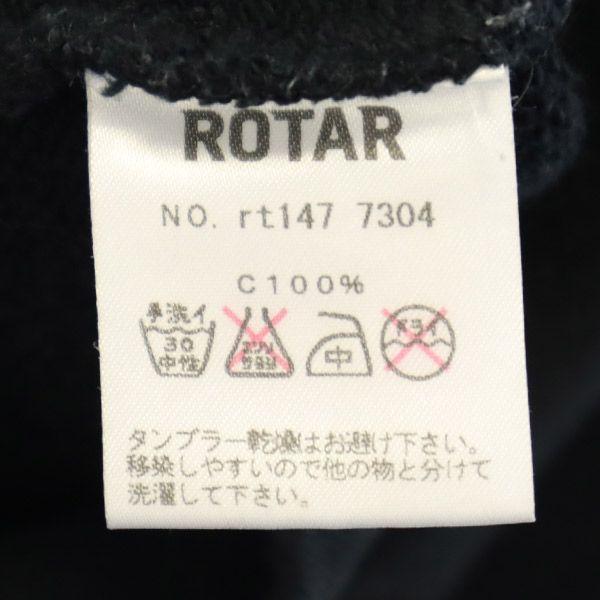 ROTAR
NO. rt147 7304
C100%
手洗イ
30
中性
エンソ
サラシ
中
ドライ
タンブラー乾燥はお避け下さい。
移染しやすいので他の物と分けて
洗濯して下さい。